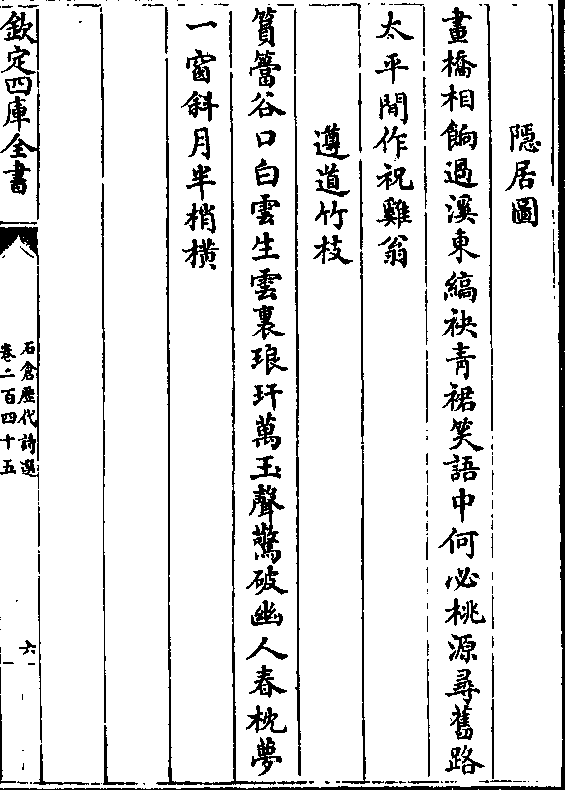 隠居圖
畫橋相餉過溪東縞袂青裙笑語中何必桃源尋舊路
太平閒作祝雞翁
遵道竹枝
篔簹谷口白雲生雲裏琅玕萬玉聲驚破幽人春枕夢
一窗斜月半梢横
欽定四庫全書
石倉歷代詩選
卷二百四十五
六